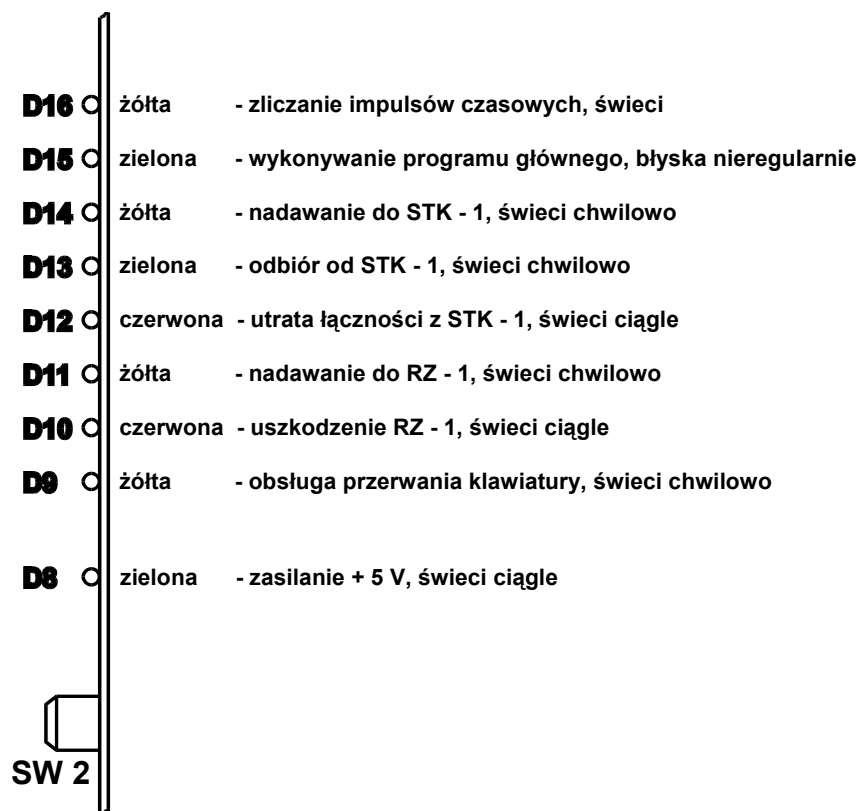 D16 żółta - zliczanie impulsów czasowych, świeci
D15 zielona - wykonywanie programu głównego, błyska nieregularnie
D14 żółta - nadawanie do STK - 1, świeci chwilowo
D13 zielona - odbiór od STK - 1, świeci chwilowo
D12 czerwona - utrata łączności z STK - 1, świeci ciągle
D11 żółta - nadawanie do RZ - 1, świeci chwilowo
D10 czerwona - uszkodzenie RZ - 1, świeci ciągle
D9 żółta - obsługa przerwania klawiatury, świeci chwilowo
D8 zielona - zasilanie + 5 V, świeci ciągle
SW 2